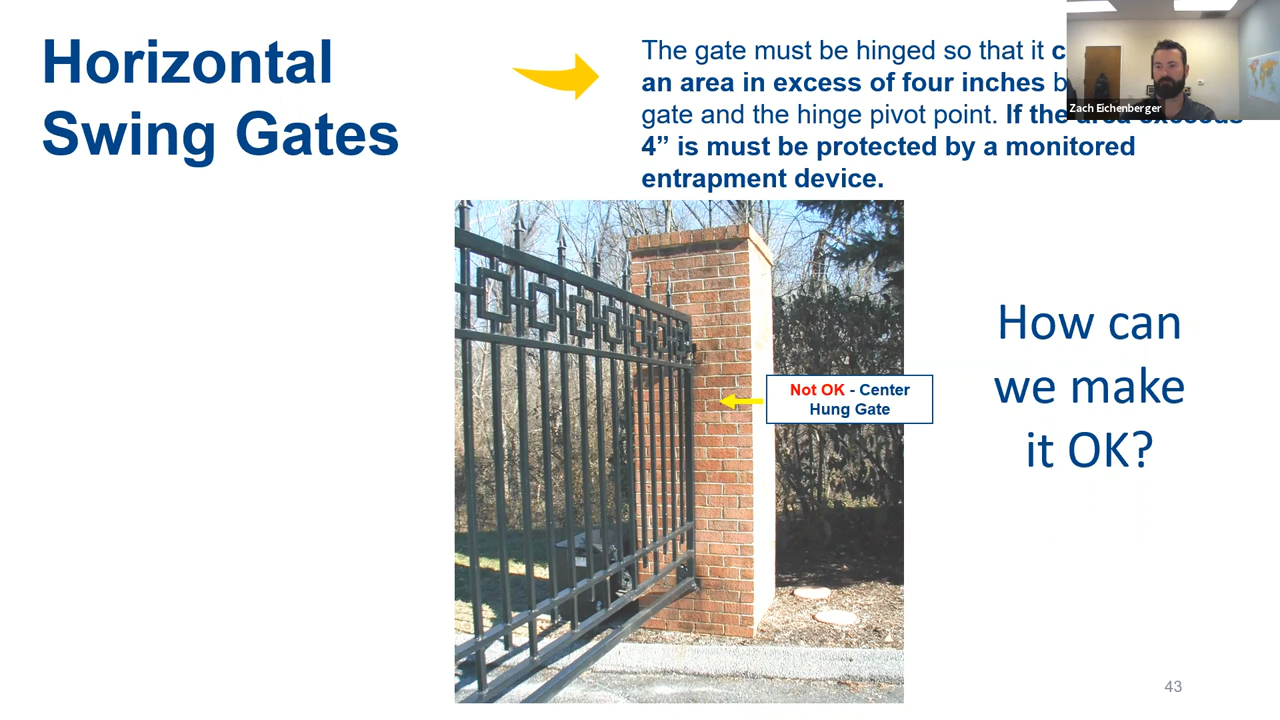 Horizontal
Swing Gates
The gate must be hinged so that it
an area in excess of four inches
gate and the hinge pivot point. If the area exceeds
4” is must be protected by a monitored
entrapment device.
Zach Eichenberger
Not OK - Center
Hung Gate
How can
we make
it OK?
43